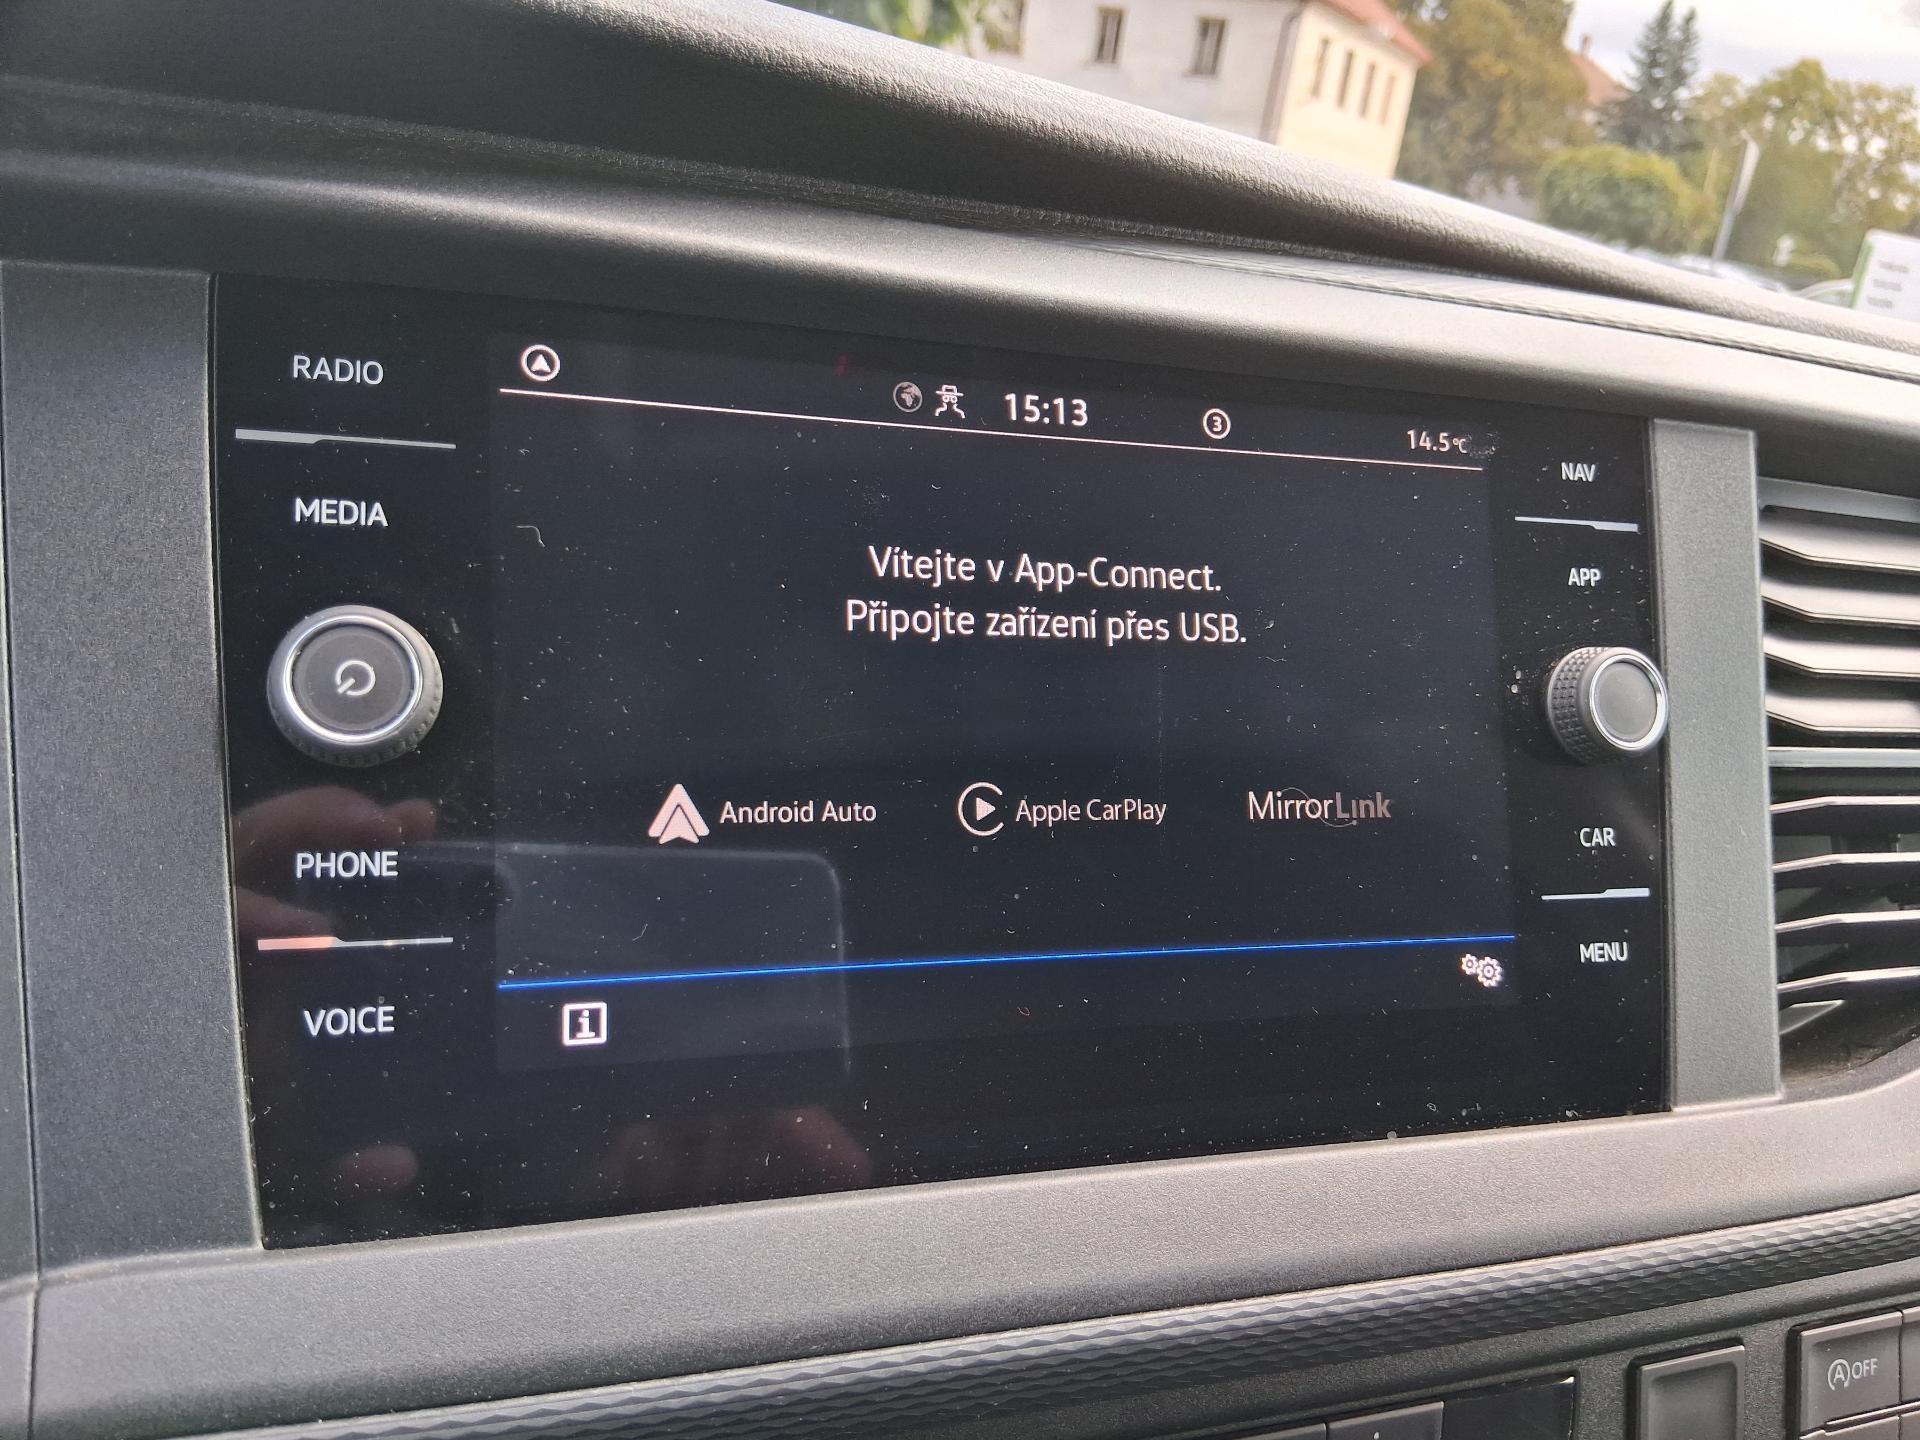 RADIO
MEDIA
PHONE
VOICE
15:13
3
14.5°C
Vítejte v App-Connect.
Připojte zařízení přes USB.
Android Auto
Apple CarPlay
MirrorLink
i
NAV
APP
CAR
MENU
A OFF